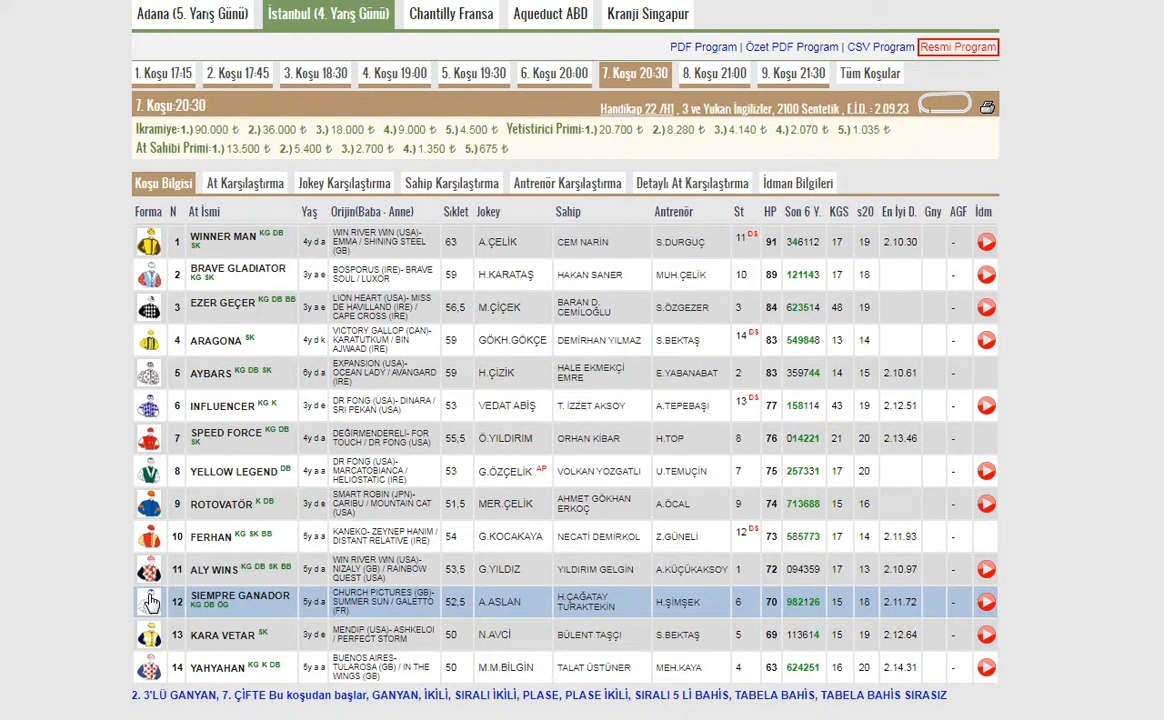 Adana (5. Yarış Günü) İstanbul (4. Yarış Günü) Chantilly Fransa Aqueduct ABD Kranji Singapur
PDF Program | Özet PDF Program | CSV Program Resmi Program
1. Koşu 17:15 2. Koşu 17:45 3. Koşu 18:30 4. Koşu 19:00 5. Koşu 19:30 6. Koşu 20:00 7. Koşu 20:30 8. Koşu 21:00 9. Koşu 21:30 Tüm Koşular
7. Koşu:20:30 Handikap 22 /H1 , 3 ve Yukarı İngilizler, 2100 Sentetik , E.İ.D. : 2.09.23
Ikramiye:1.) 90.000 ₺ 2.) 36.000 ₺ 3.) 18.000 ₺ 4.) 9.000 ₺ 5.) 4.500 ₺ Yetistirici Primi:1.) 20.700 ₺ 2.) 8.280 ₺ 3.) 4.140 ₺ 4.) 2.070 ₺ 5.) 1.035 ₺
At Sahibi Primi:1.) 13.500 ₺ 2.) 5.400 ₺ 3.) 2.700 ₺ 4.) 1.350 ₺ 5.) 675 ₺
Koşu Bilgisi At Karşılaştırma Jokey Karşılaştırma Sahip Karşılaştırma Antrenör Karşılaştırma Detaylı At Karşılaştırma İdman Bilgileri
Forma N At İsmi Yaş Orijin(Baba - Anne) Sıklet Jokey Sahip Antrenör St HP Son 6 Y. KGS s20 En İyi D. Gny AGF İdm
1 WINNER MAN KG DB SK 4y d a WIN RIVER WIN (USA)- EMMA / SHINING STEEL (GB) 63 A.ÇELİK CEM NARİN S.DURGUÇ 11 DS 91 346112 17 19 2.10.30 -
2 BRAVE GLADIATOR KG SK 3y a e BOSPORUS (IRE)- BRAVE SOUL / LUXOR 59 H.KARATAŞ HAKAN SANER MUH.ÇELİK 10 89 121143 17 18 -
3 EZER GEÇER KG DB BB 3y a e LION HEART (USA)- MISS DE HAVILLAND (IRE) / CAPE CROSS (IRE) 56,5 M.ÇİÇEK BARAN D. CEMİLOĞLU S.ÖZGEZER 3 84 623514 48 19 -
4 ARAGONA SK 4y d k VICTORY GALLOP (CAN)- KARATUTKUM / BIN AJWAAD (IRE) 59 GÖKH.GÖKÇE DEMİRHAN YILMAZ S.BEKTAŞ 14 DS 83 549848 13 14 -
5 AYBARS KG DB SK 6y d a EXPANSION (USA)- OCEAN LADY / AVANGARD (IRE) 59 H.ÇİZİK HALE EKMEKÇİ EMRE E.YABANABAT 2 83 359744 14 15 2.10.61 -
6 INFLUENCER KG K 3y d e DR FONG (USA)- DINARA / SRI PEKAN (USA) 53 VEDAT ABİŞ T. İZZET AKSOY A.TEPEBAŞI 13 DS 77 158114 43 19 2.12.51 -
7 SPEED FORCE KG DB SK 4y d a DEĞİRMENDERELİ- FOR TOUCH / DR FONG (USA) 55,5 Ö.YILDIRIM ORHAN KİBAR H.TOP 8 76 014221 21 20 2.13.46 -
8 YELLOW LEGEND DB 4y a a DR FONG (USA)- MARCATOBIANCA / HELIOSTATIC (IRE) 53 G.ÖZÇELİK AP VOLKAN YOZGATLI U.TEMUÇİN 7 75 257331 17 20 -
9 ROTOVATÖR K DB 3y d e SMART ROBIN (JPN)- CARIBU / MOUNTAIN CAT (USA) 51,5 MER.ÇELİK AHMET GÖKHAN ERKOÇ A.ÖCAL 9 74 713688 15 16 -
10 FERHAN KG SK BB 5y a a KANEKO- ZEYNEP HANIM / DISTANT RELATIVE (IRE) 54 G.KOCAKAYA NECATİ DEMİRKOL Z.GÜNELİ 12 DS 73 585773 17 14 2.11.93 -
11 ALY WINS KG DB SK BB 5y d a WIN RIVER WIN (USA)- NIZALY (GB) / RAINBOW QUEST (USA) 53,5 G.YILDIZ YILDIRIM GELGİN A.KÜÇÜKAKSOY 1 72 094359 17 13 2.10.97 -
12 SIEMPRE GANADOR KG DB ÖG 5y d a CHURCH PICTURES (GB)- SUMMER SUN / GALETTO (FR) 52,5 A.ASLAN H.ÇAĞATAY TURAKTEKİN H.ŞİMŞEK 6 70 982126 15 18 2.11.72 -
13 KARA VETAR SK 3y d e MENDIP (USA)- ASHKELOI / PERFECT STORM 50 N.AVCİ BÜLENT TAŞÇI S.BEKTAŞ 5 69 113614 15 19 2.12.64 -
14 YAHYAHAN KG K DB 5y a a BUENOS AIRES- TULAROSA (GB) / IN THE WINGS (GB) 50 M.M.BİLGİN TALAT ÜSTÜNER MEH.KAYA 4 63 624251 16 20 2.14.31 -
2. 3'LÜ GANYAN, 7. ÇİFTE Bu koşudan başlar, GANYAN, İKİLİ, SIRALI İKİLİ, PLASE, PLASE İKİLİ, SIRALI 5 Lİ BAHİS, TABELA BAHİS, TABELA BAHİS SIRASIZ